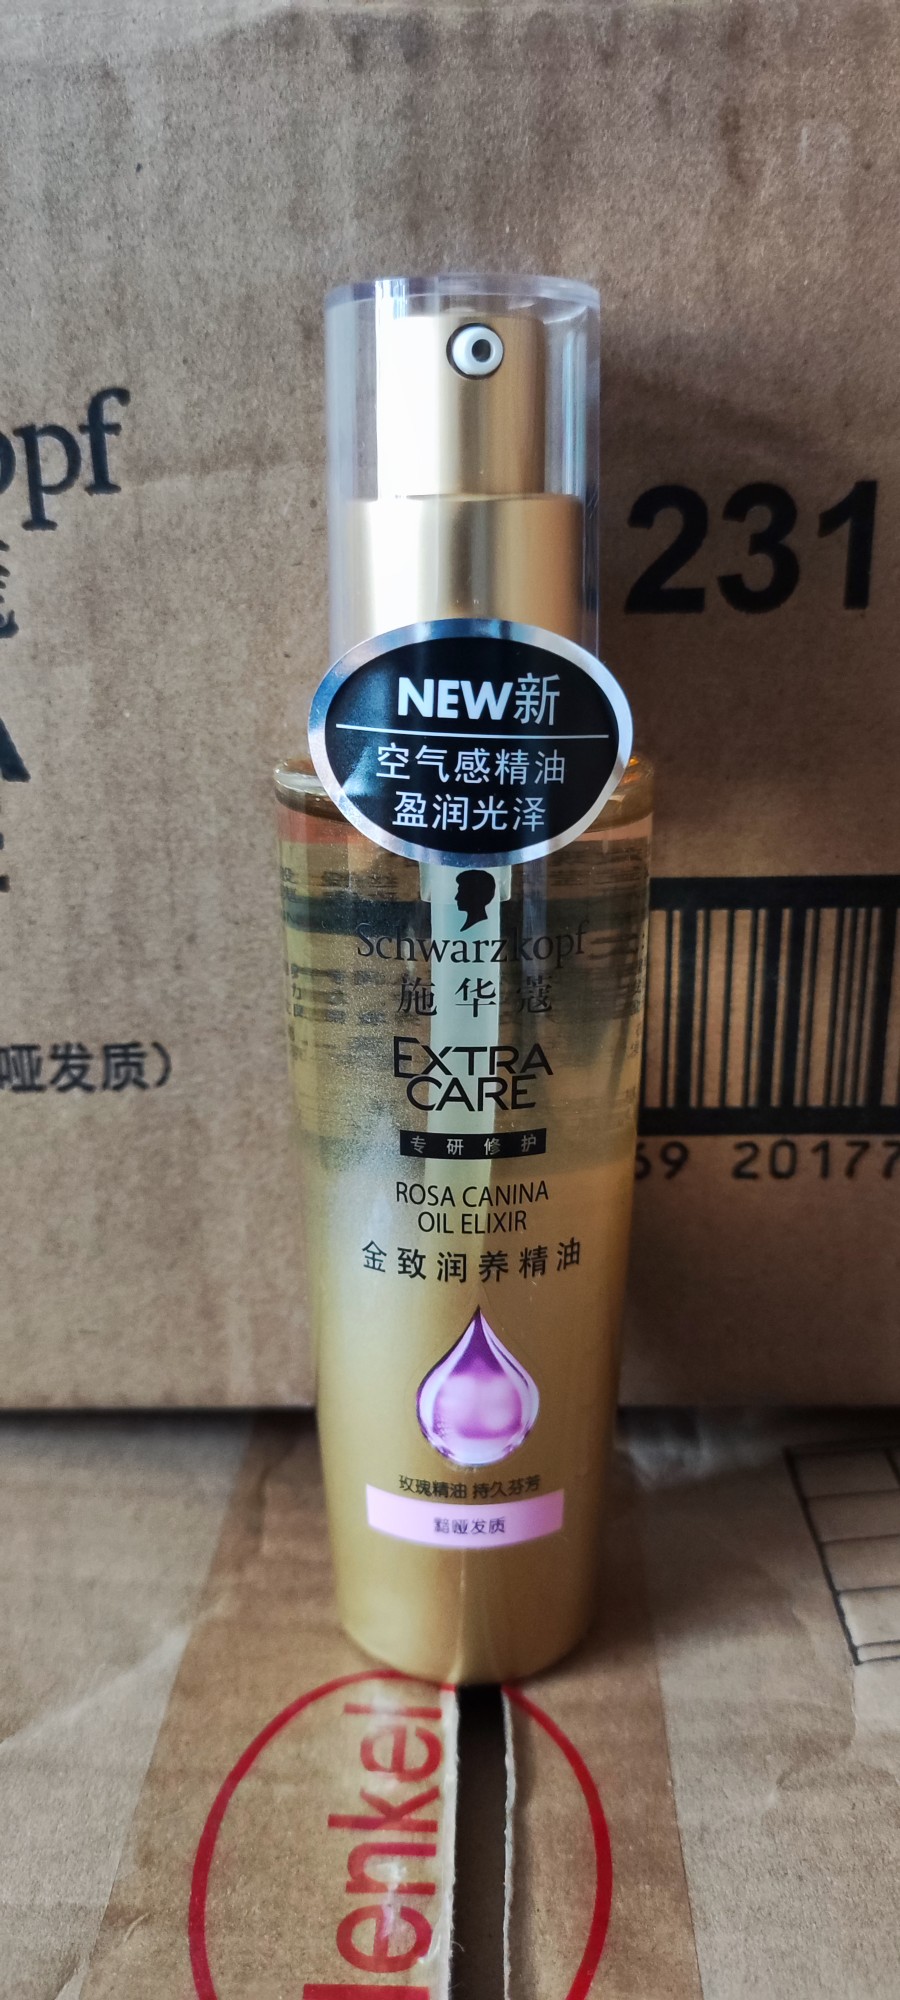 opf
231
NEW新
空气感精油
盈润光泽
Schwarzkopf
施华蔻
EXTRA
CARE
专研修护
哑发质）
69 20177
ROSA CANINA
OIL ELIXIR
金致润养精油
玫瑰精油 持久芬芳
黯哑发质
Henkel